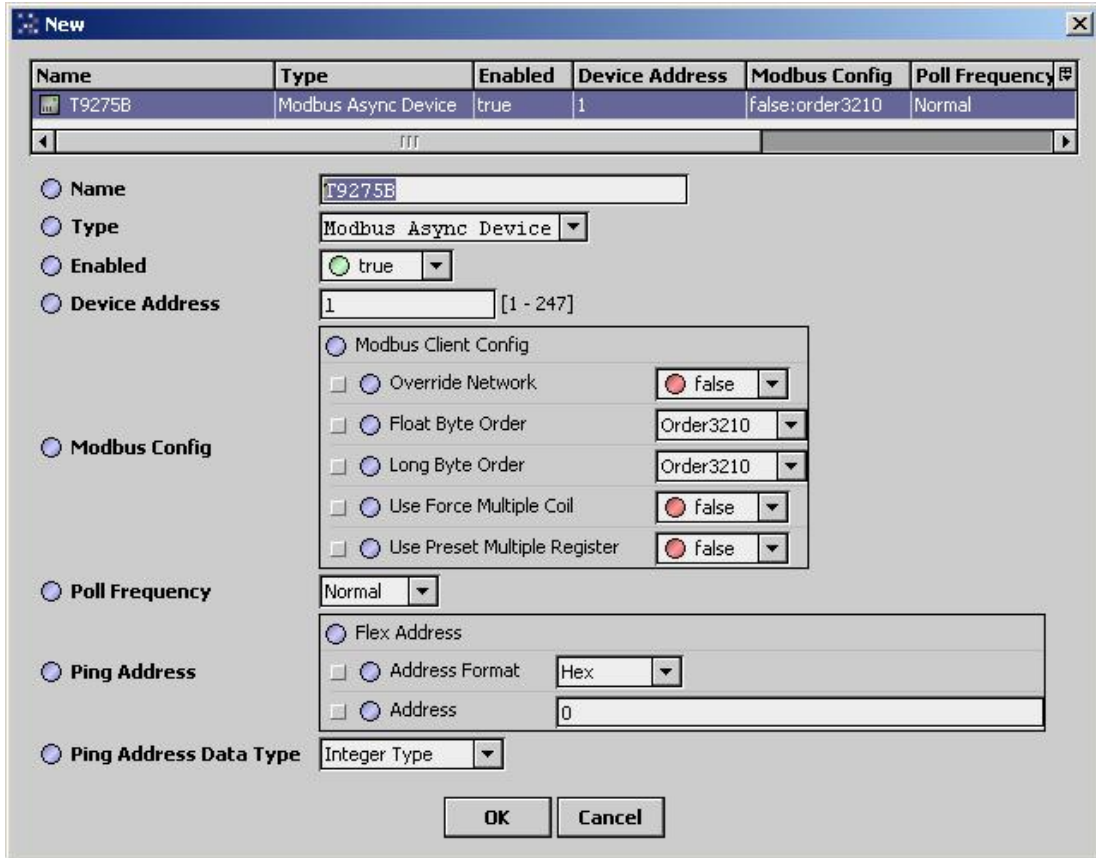 New
Name Type Enabled Device Address Modbus Config Poll Frequency
T9275B Modbus Async Device true 1 false:order3210 Normal
Name T9275B
Type Modbus Async Device
Enabled true
Device Address 1 [1 - 247]
Modbus Config
Modbus Client Config
Override Network false
Float Byte Order Order3210
Long Byte Order Order3210
Use Force Multiple Coil false
Use Preset Multiple Register false
Poll Frequency Normal
Ping Address
Flex Address
Address Format Hex
Address 0
Ping Address Data Type Integer Type
OK Cancel